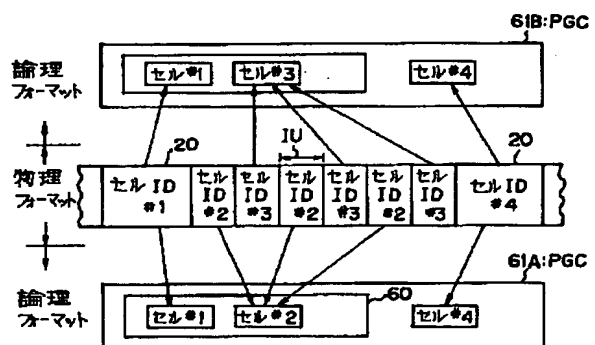 61B:PGC
論理
フォーマット
セル#1
セル#3
セル#4
20
IU
20
物理
フォーマット
セル ID #1
セル ID #2
セル ID #3
セル ID #2
セル ID #3
セル ID #2
セル ID #3
セル ID #4
61A:PGC
論理
フォーマット
60
セル#1
セル#2
セル#4